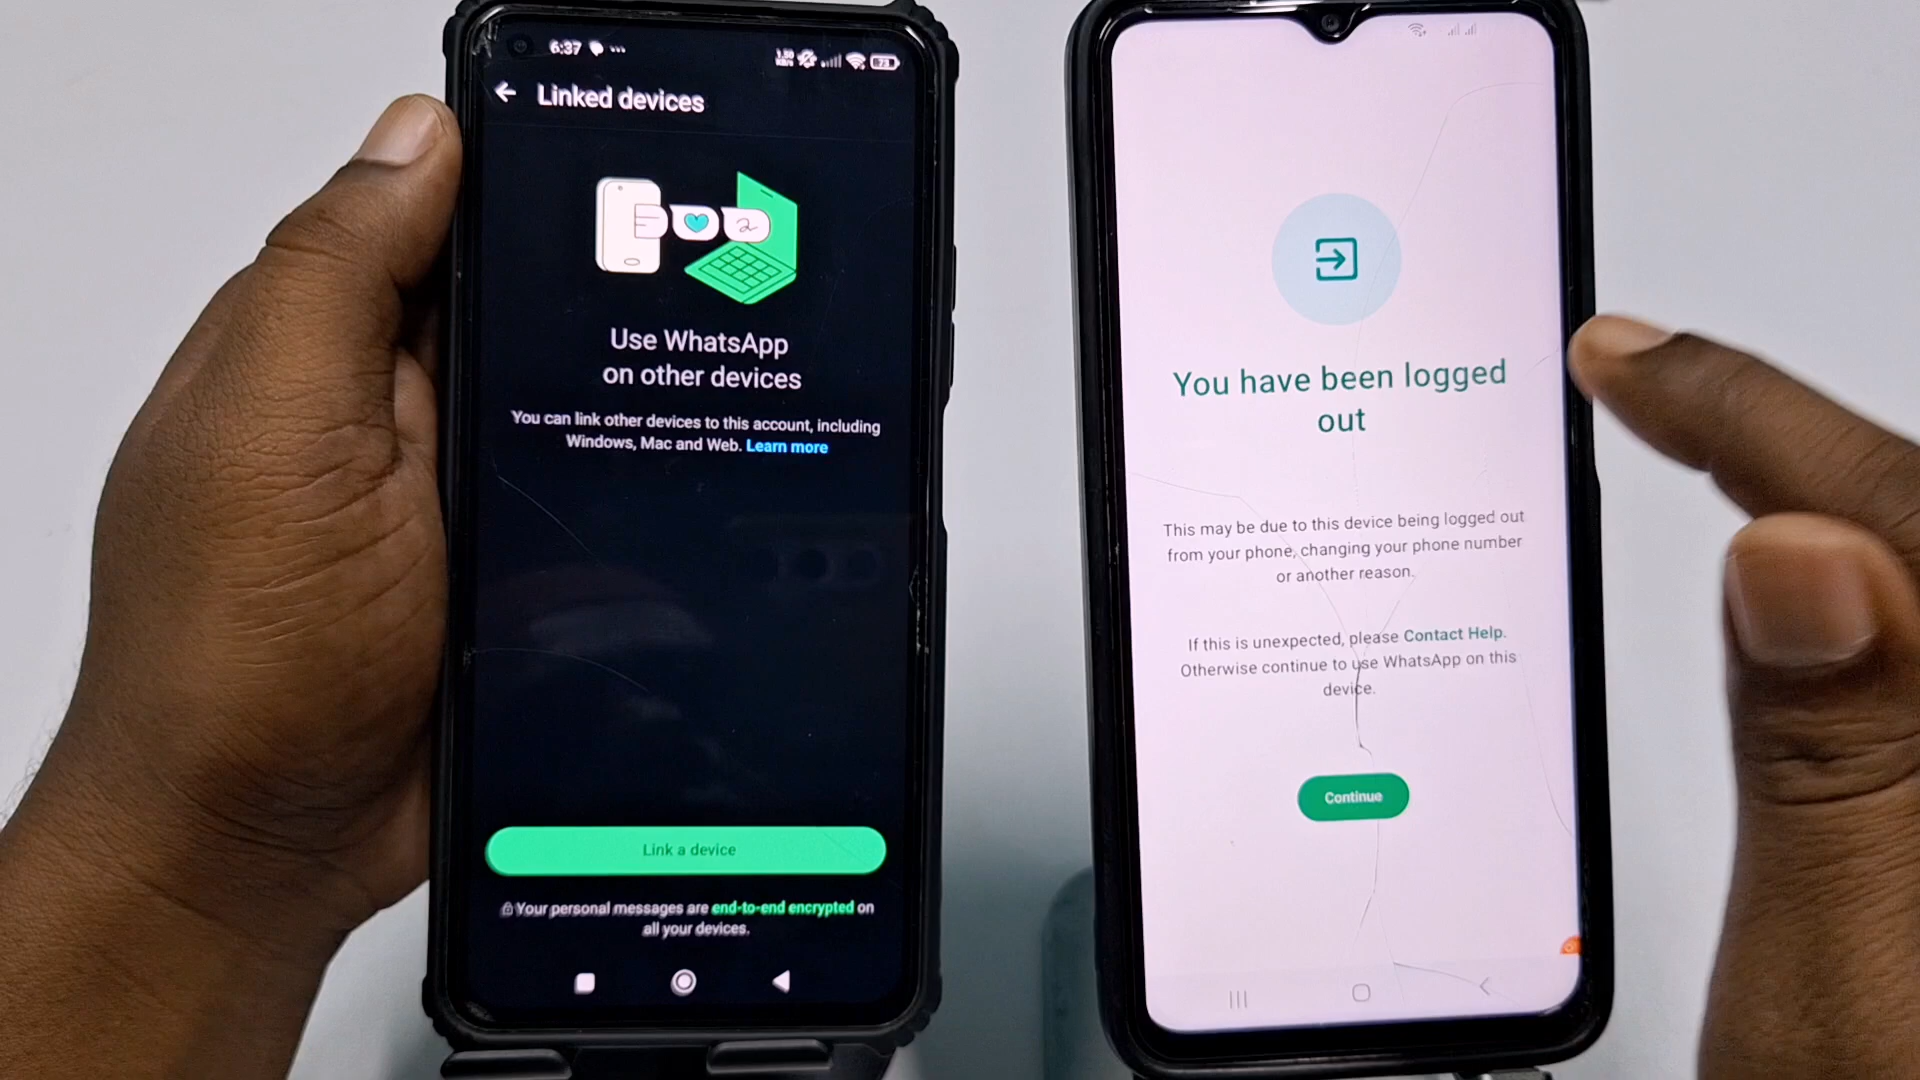 6:37
73
Linked devices
Use WhatsApp
on other devices
You can link other devices to this account, including
Windows, Mac and Web. Learn more
Link a device
Your personal messages are end-to-end encrypted on
all your devices.
You have been logged
out
This may be due to this device being logged out
from your phone, changing your phone number
or another reason.
If this is unexpected, please Contact Help.
Otherwise continue to use WhatsApp on this
device.
Continue